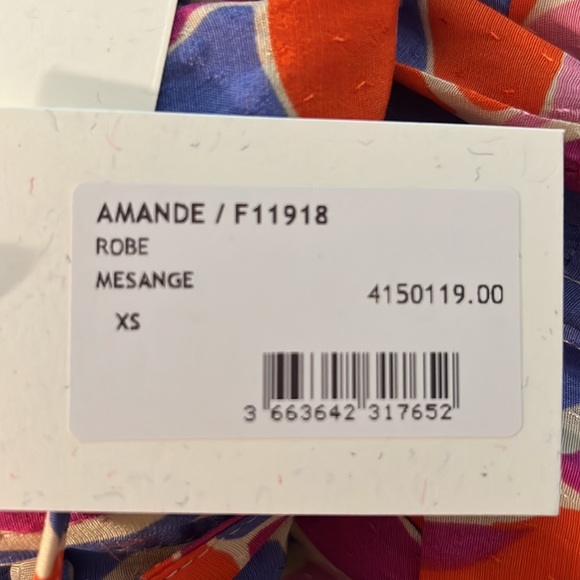 AMANDE / F11918
ROBE
MESANGE
4150119.00
XS
3 663642 317652